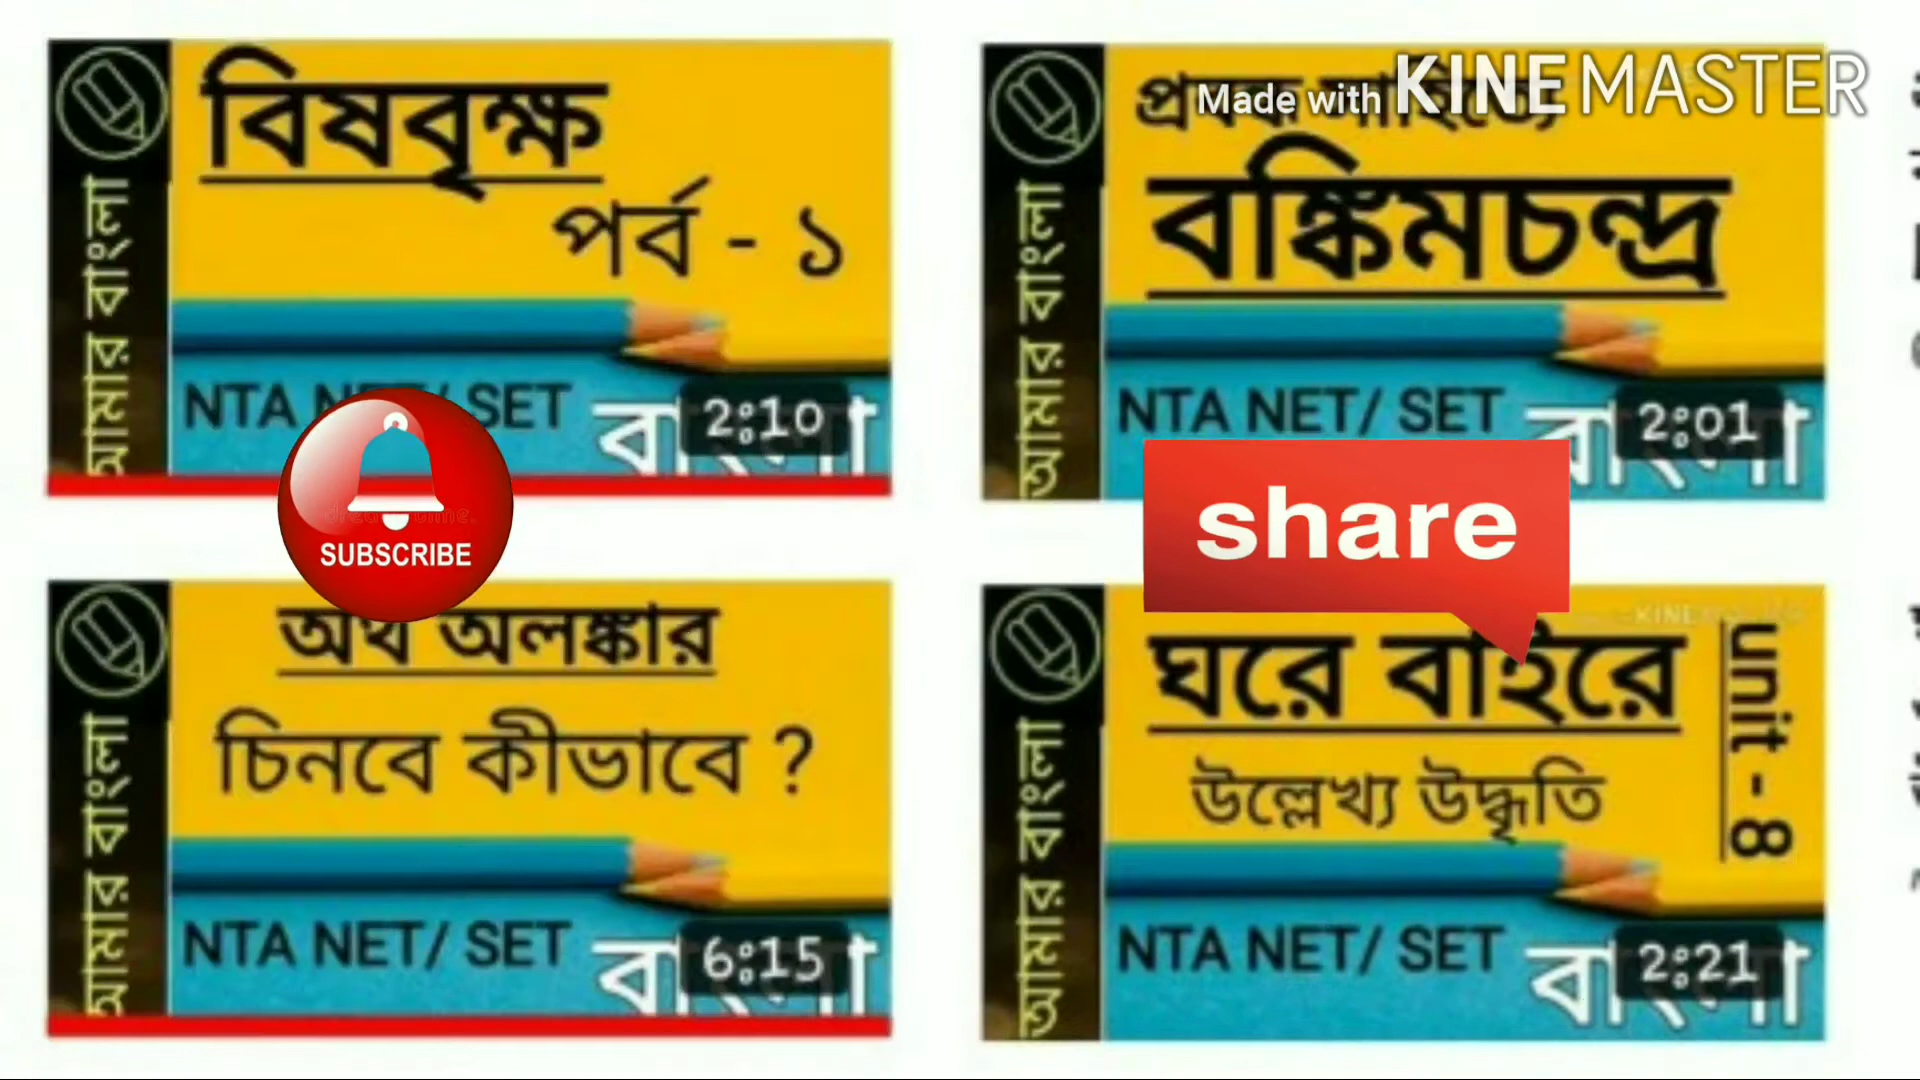 বিষবৃক্ষ
পর্ব - ১
আমার বাংলা
NTA NET/ SET
বাংলা
2:10
Made with KINEMASTER
বঙ্কিমচন্দ্র
আমার বাংলা
NTA NET/ SET
বাংলা
2:01
SUBSCRIBE
share
অর্থ অলঙ্কার
চিনবে কীভাবে ?
আমার বাংলা
NTA NET/ SET
বাংলা
6:15
ঘরে বাইরে
উল্লেখ্য উদ্ধৃতি
unit - 8
আমার বাংলা
NTA NET/ SET
বাংলা
2:21